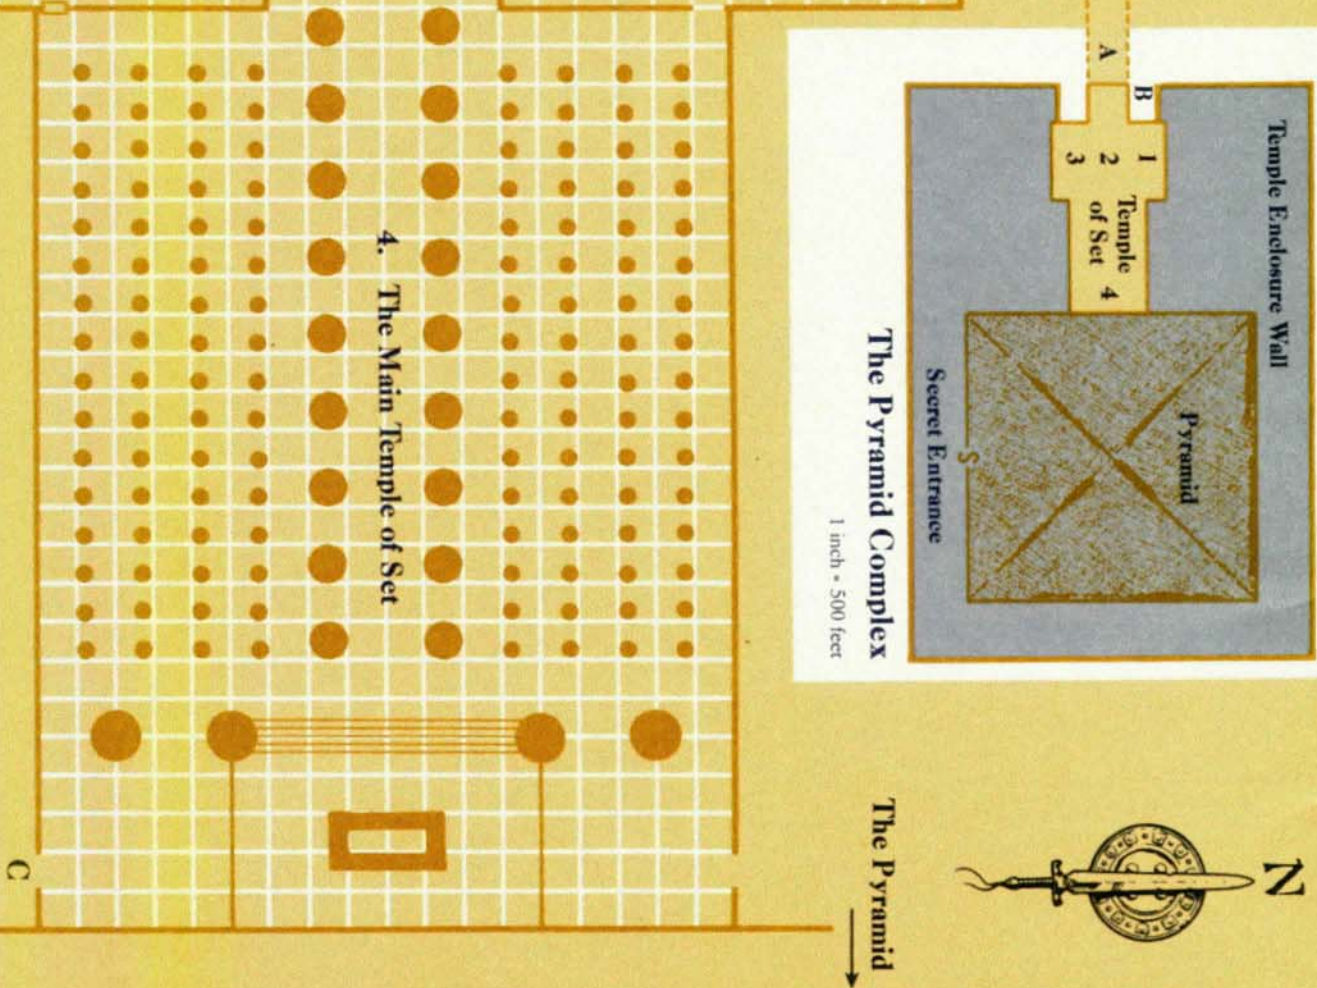 A
B
Temple Enclosure Wall
1
2
3
Temple
of Set
4
Pyramid
S
Secret Entrance
The Pyramid Complex
1 inch • 500 feet
4. The Main Temple of Set
N
The Pyramid
C